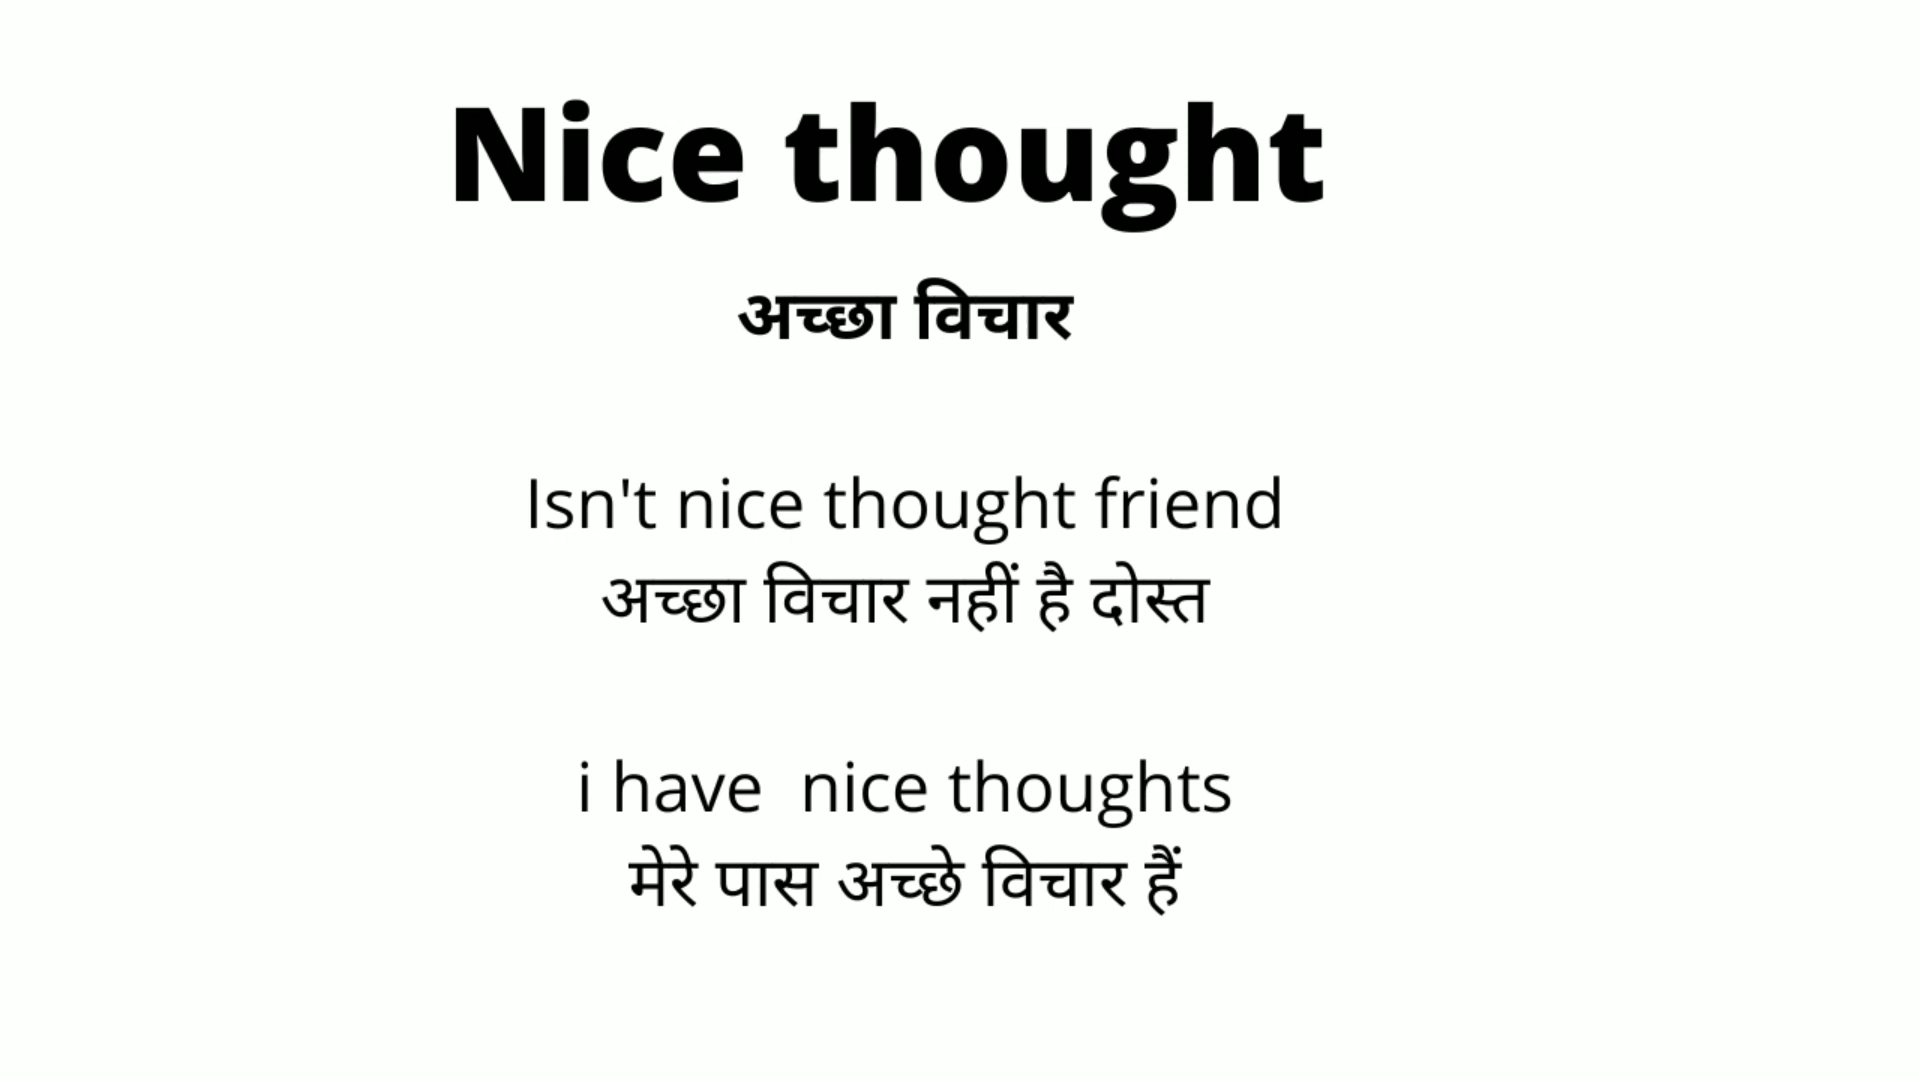 Nice thought
अच्छा विचार
Isn't nice thought friend
अच्छा विचार नहीं है दोस्त
i have  nice thoughts
मेरे पास अच्छे विचार हैं